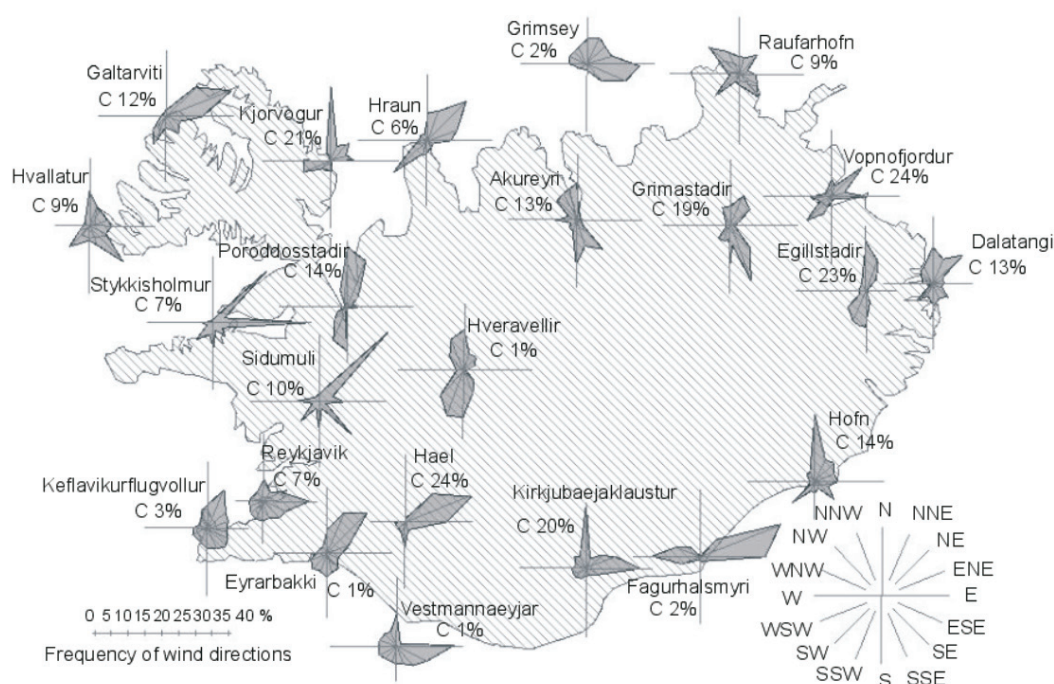 Grimsey
C 2%
Raufarhofn
C 9%
Galtarviti
C 12%
Kjorvogur
C 21%
Hraun
C 6%
Vopnofjordur
C 24%
Hvallatur
C 9%
Akureyri
C 13%
Grimastadir
C 19%
Poroddosstadir
C 14%
Egillstadir
C 23%
Dalatangi
C 13%
Stykkisholmur
C 7%
Hveravellir
C 1%
Sidumuli
C 10%
Hofn
C 14%
Reykjavik
C 7%
Hael
C 24%
Keflavikurflugvollur
C 3%
Kirkjubaejaklaustur
C 20%
Eyrarbakki
C 1%
Fagurhalsmyri
C 2%
Vestmannaeyjar
C 1%
0 5 10 15 20 25 30 35 40 %
Frequency of wind directions
N
NNW
NNE
NW
NE
WNW
ENE
W
E
WSW
ESE
SW
SE
SSW
S
SSE